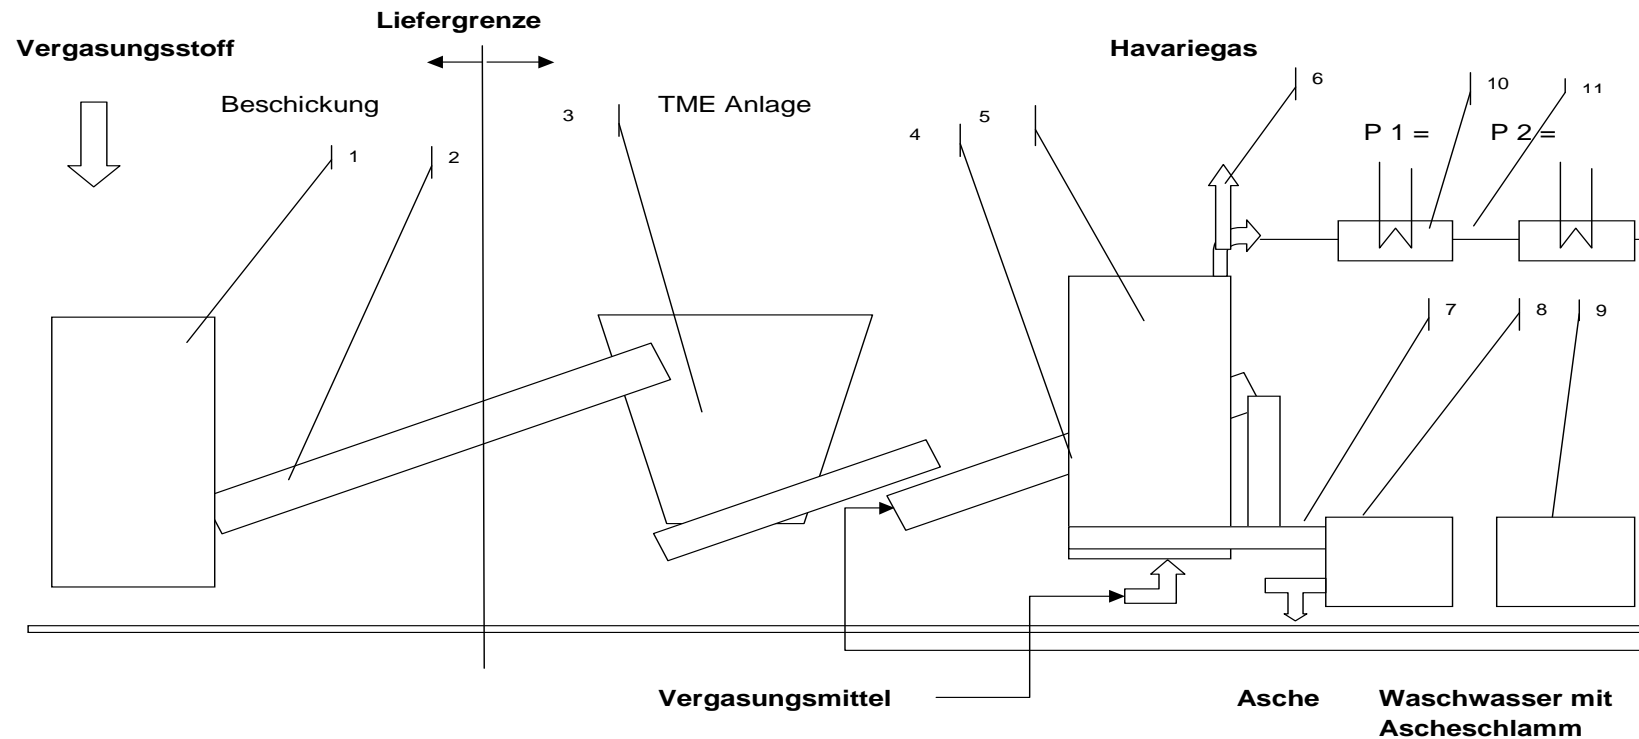 Liefergrenze
Vergasungsstoff
Havariegas
Beschickung
TME Anlage
1
2
3
4
5
6
10
11
P 1 =
P 2 =
7
8
9
Vergasungsmittel
Asche
Waschwasser mit
Ascheschlamm